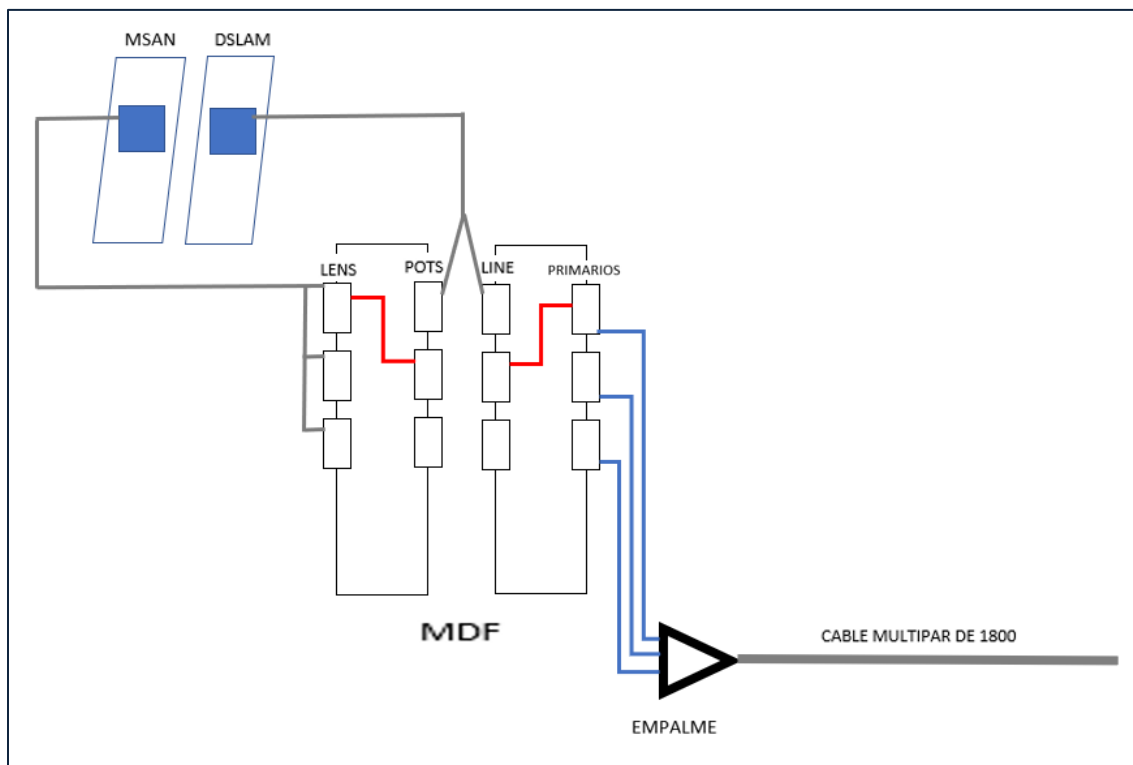 MSAN
DSLAM
LENS
POTS
LINE
PRIMARIOS
MDF
CABLE MULTIPAR DE 1800
EMPALME